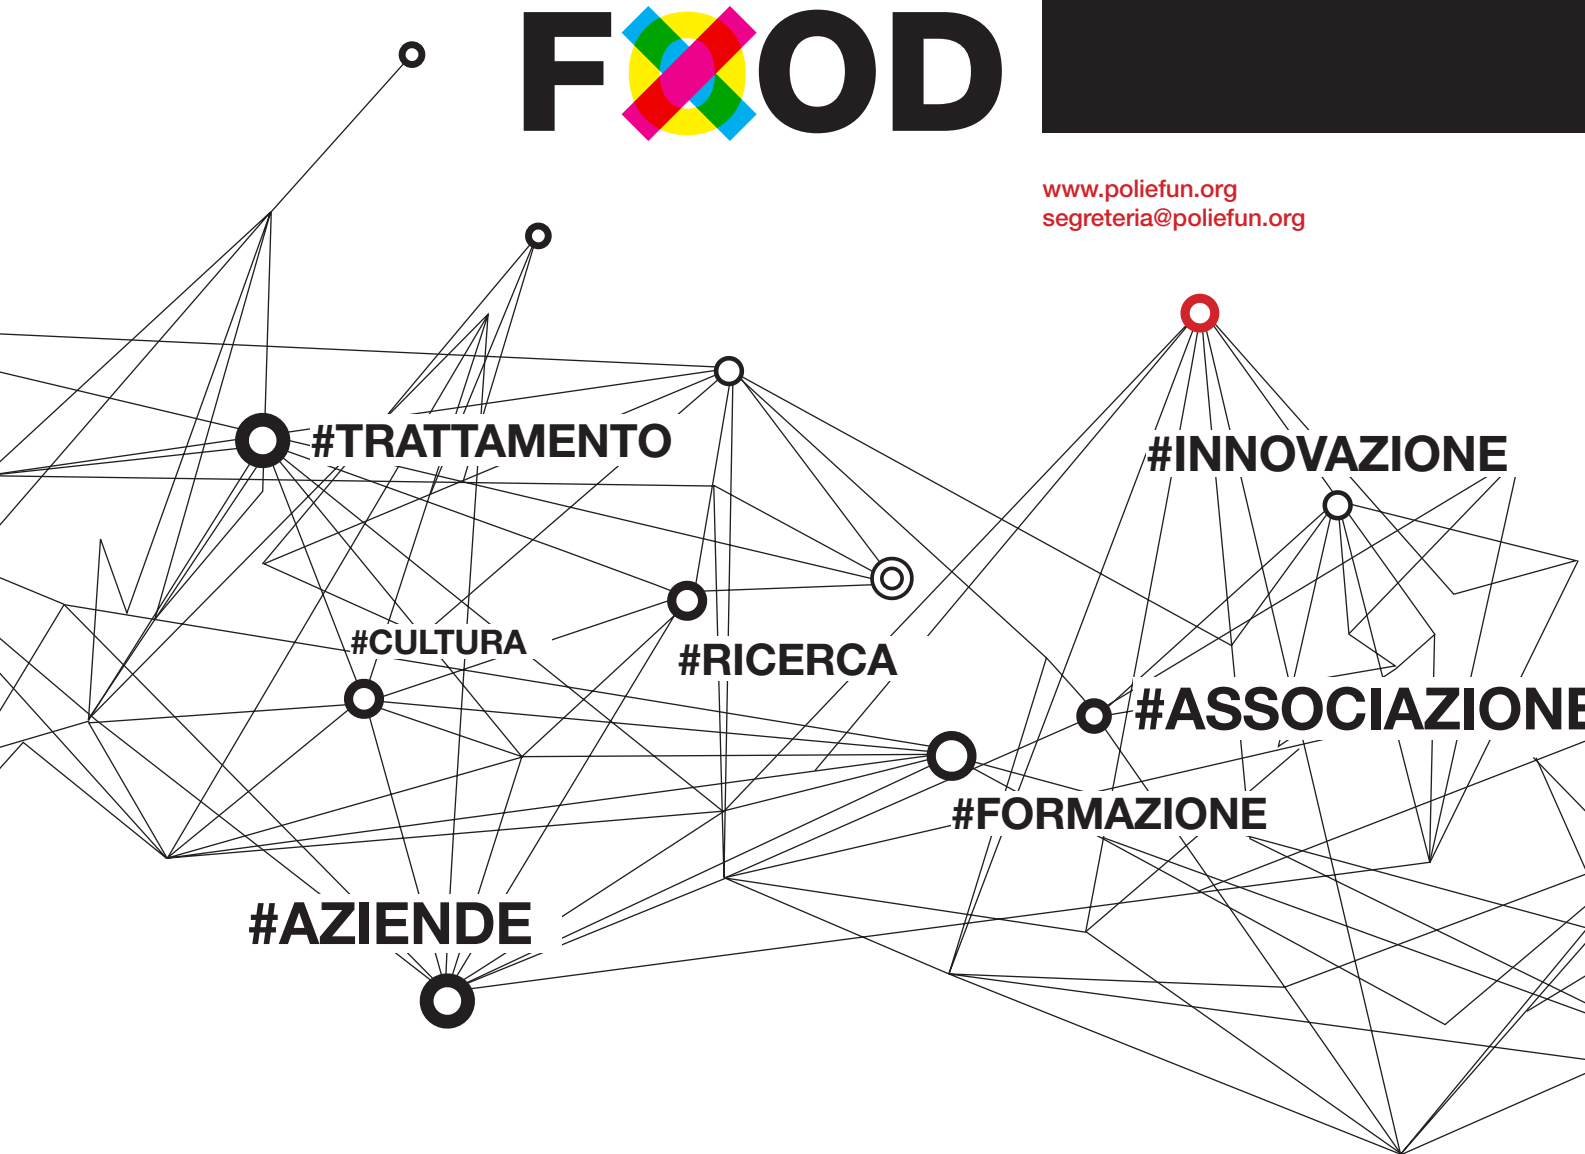 FOOD
www.poliefun.org
segreteria@poliefun.org
#TRATTAMENTO
#INNOVAZIONE
#CULTURA
#RICERCA
#ASSOCIAZIONE
#FORMAZIONE
#AZIENDE